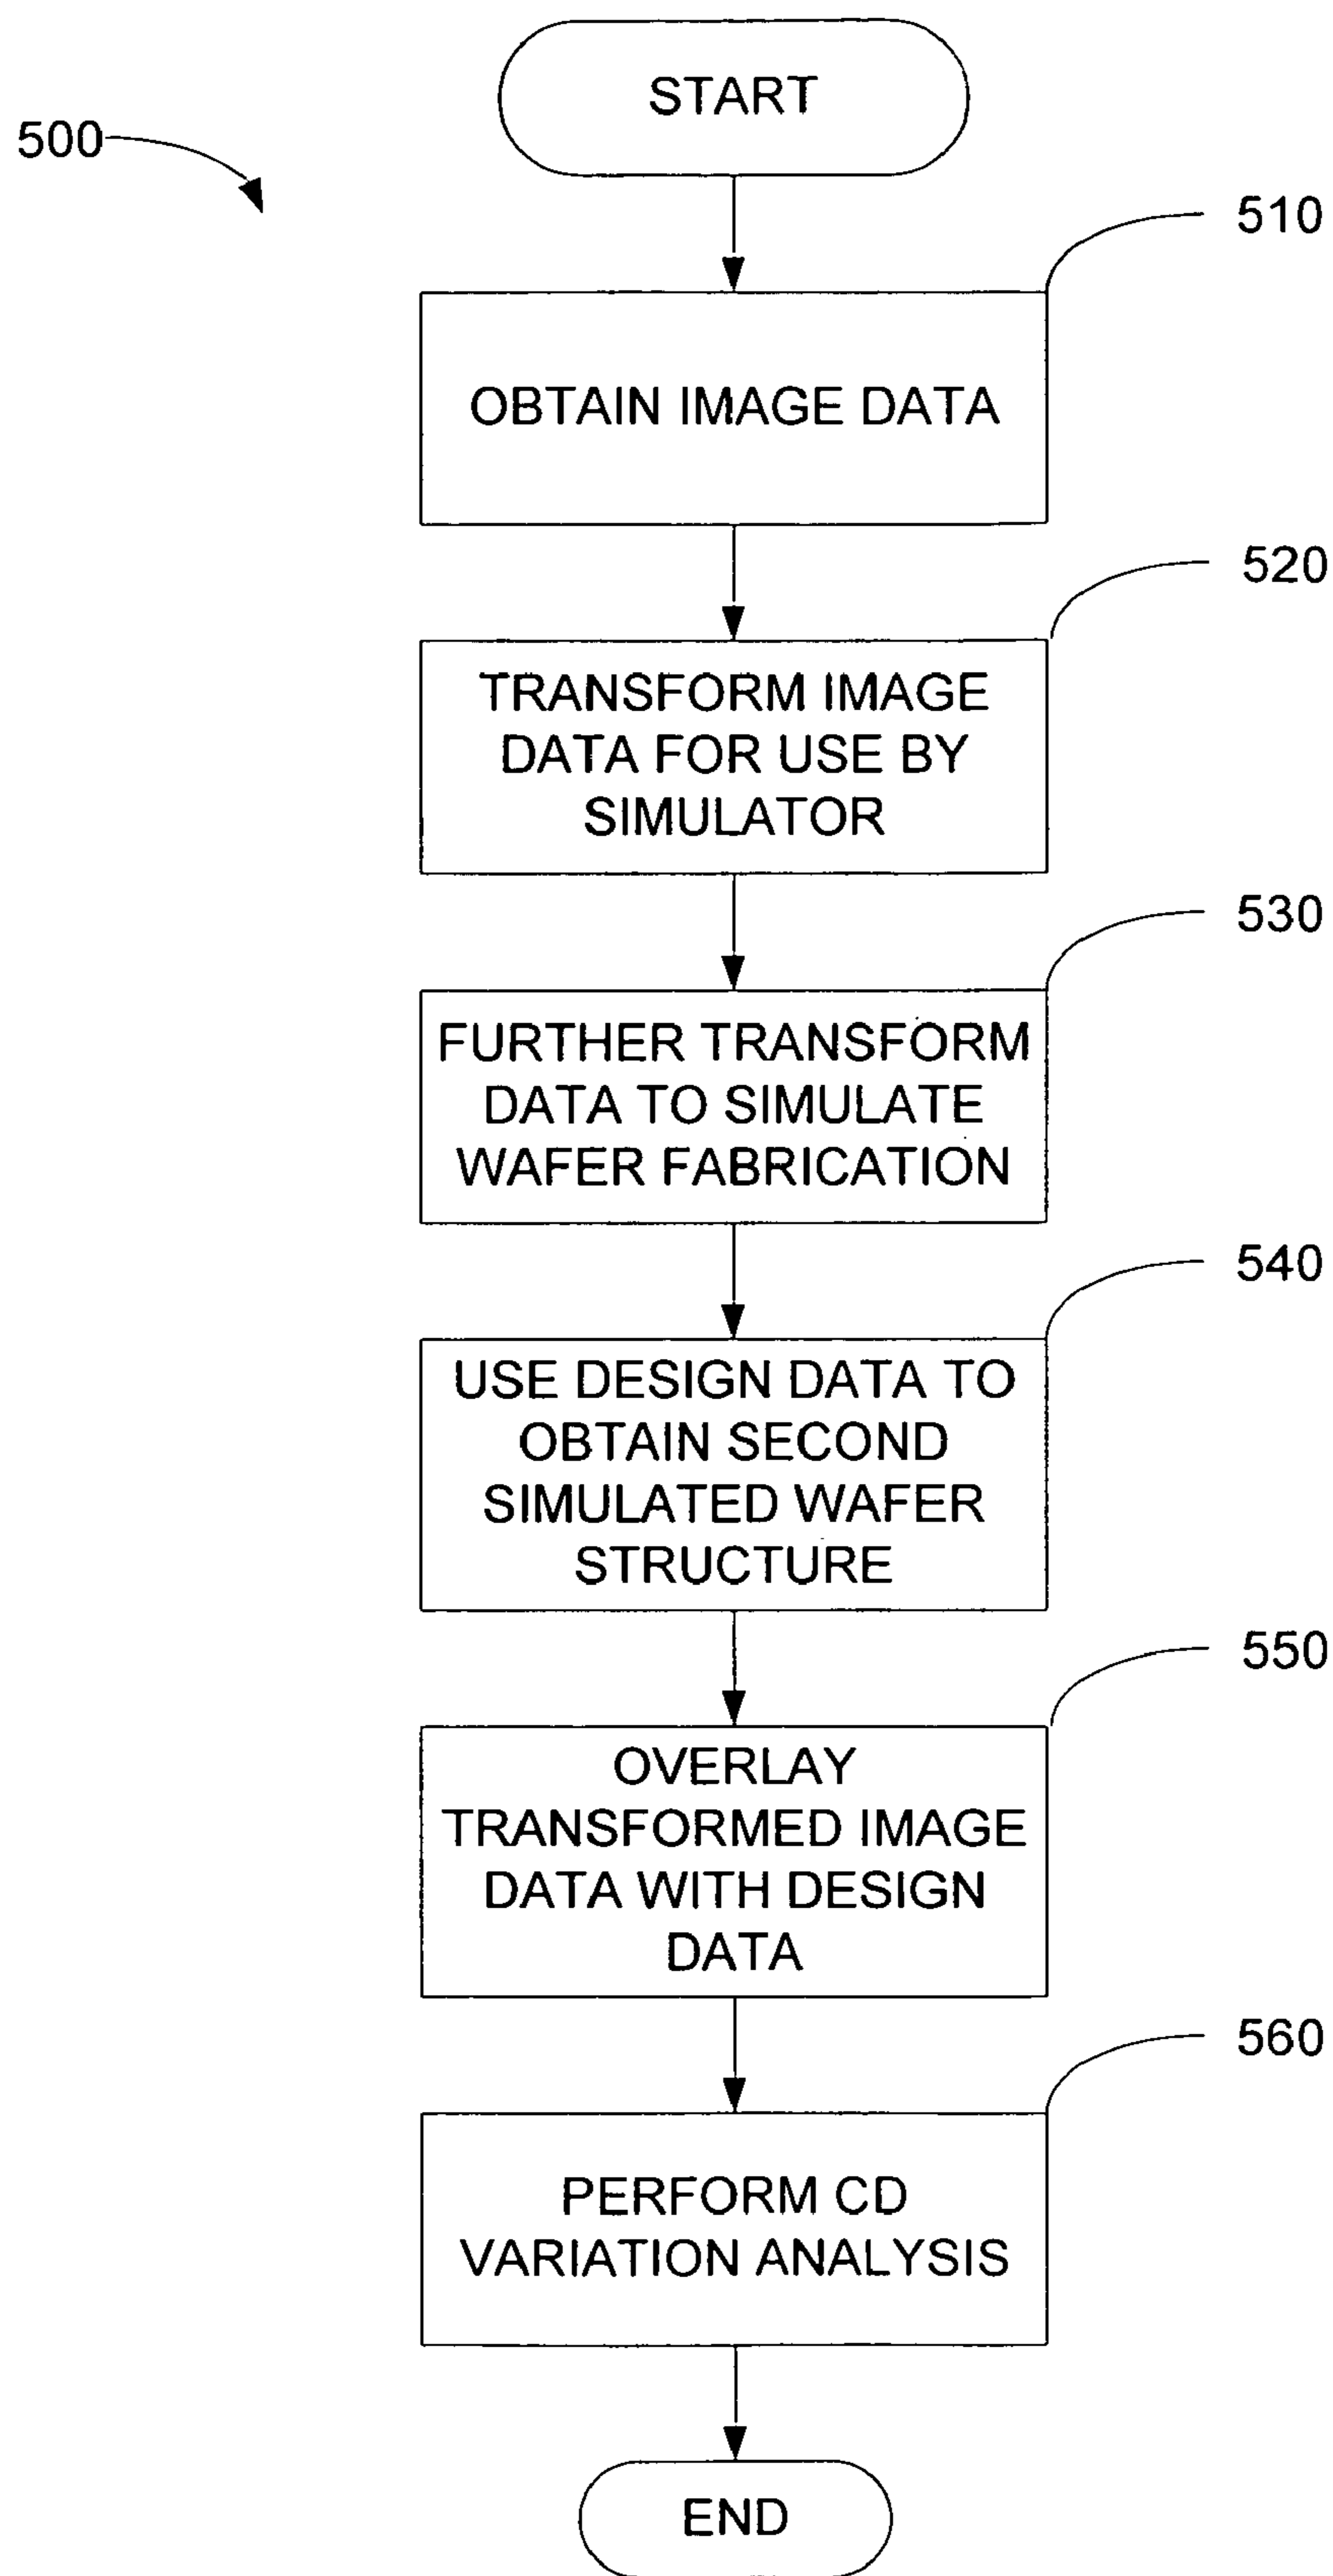 START
500
510
OBTAIN IMAGE DATA
520
TRANSFORM IMAGE
DATA FOR USE BY
SIMULATOR
530
FURTHER TRANSFORM
DATA TO SIMULATE
WAFER FABRICATION
540
USE DESIGN DATA TO
OBTAIN SECOND
SIMULATED WAFER
STRUCTURE
550
OVERLAY
TRANSFORMED IMAGE
DATA WITH DESIGN
DATA
560
PERFORM CD
VARIATION ANALYSIS
END